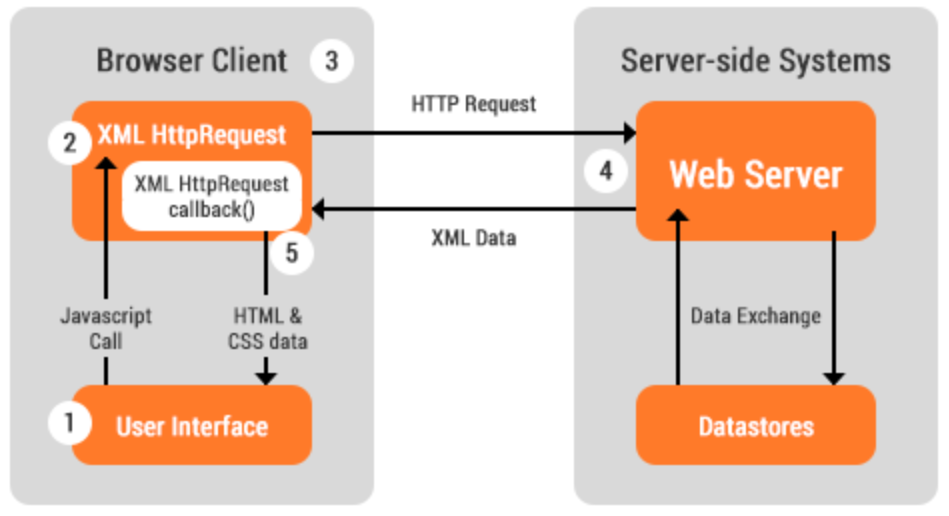 Browser Client
3
Server-side Systems
HTTP Request
2
XML HttpRequest
XML HttpRequest
callback()
4
Web Server
XML Data
5
Javascript
Call
HTML &
CSS data
Data Exchange
1
User Interface
Datastores